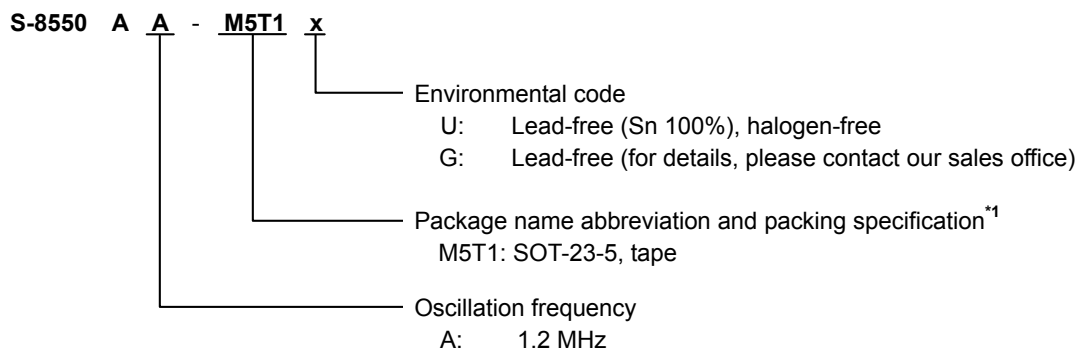 S-8550 A A - M5T1 x
Environmental code
U: Lead-free (Sn 100%), halogen-free
G: Lead-free (for details, please contact our sales office)
Package name abbreviation and packing specification*1
M5T1: SOT-23-5, tape
Oscillation frequency
A: 1.2 MHz